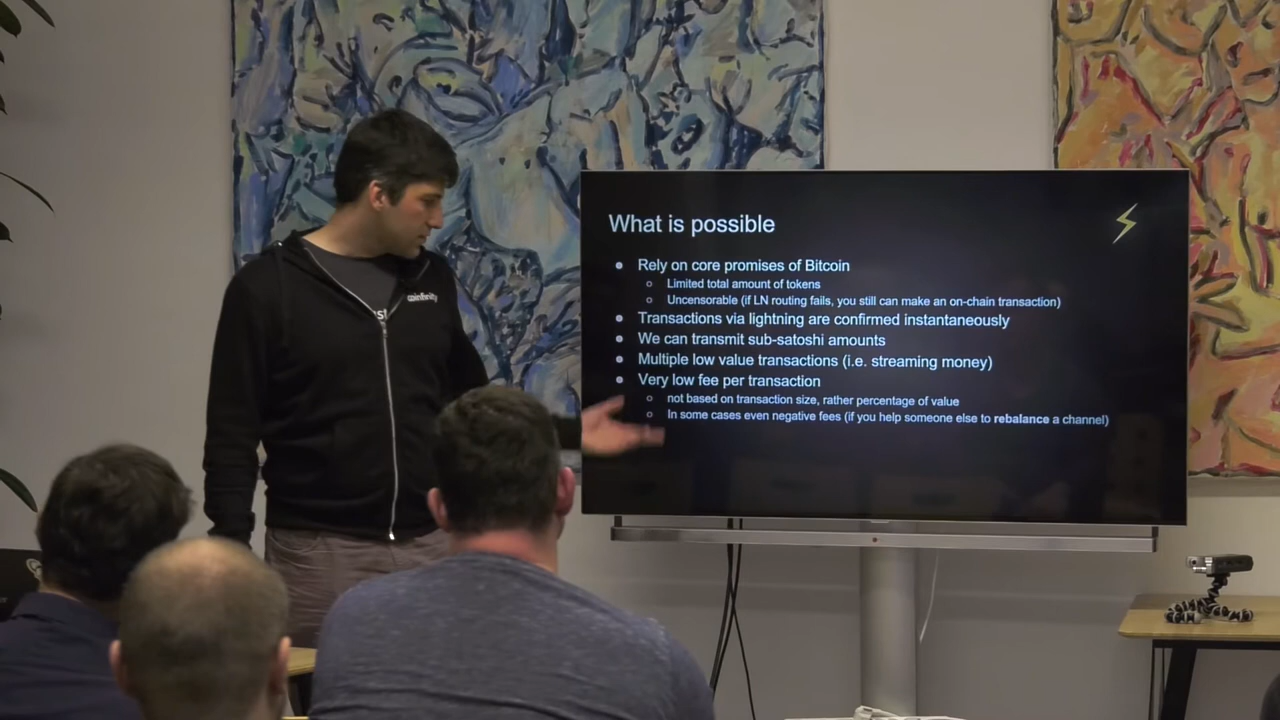 What is possible
Rely on core promises of Bitcoin
Limited total amount of tokens
Uncensorable (if LN routing fails, you still can make an on-chain transaction)
Transactions via lightning are confirmed instantaneously
We can transmit sub-satoshi amounts
Multiple low value transactions (i.e. streaming money)
Very low fee per transaction
not based on transaction size, rather percentage of value
In some cases even negative fees (if you help someone else to rebalance a channel)
coinfinity